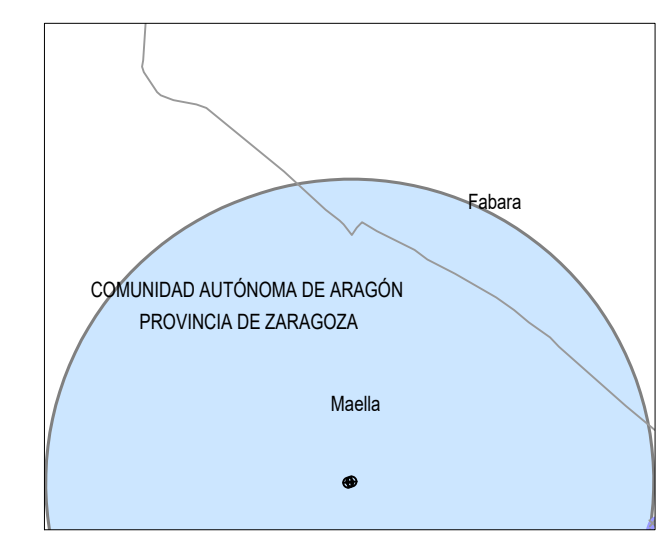 Fabara
COMUNIDAD AUTÓNOMA DE ARAGÓN
PROVINCIA DE ZARAGOZA
Maella